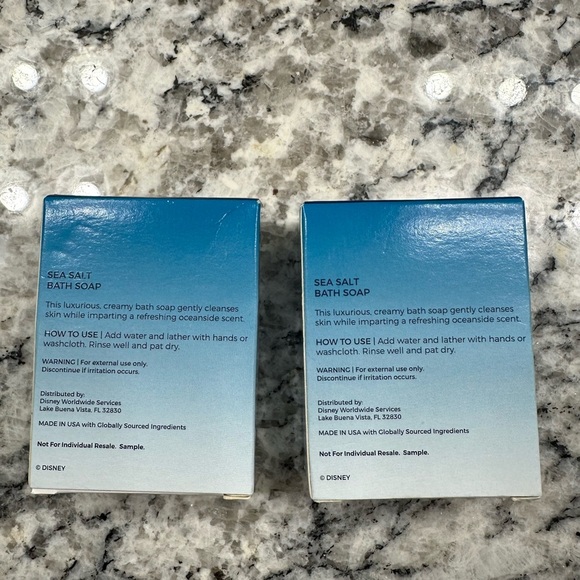 SEA SALT
BATH SOAP
This luxurious, creamy bath soap gently cleanses
skin while imparting a refreshing oceanside scent.
HOW TO USE | Add water and lather with hands or
washcloth. Rinse well and pat dry.
WARNING | For external use only.
Discontinue if irritation occurs.
Distributed by:
Disney Worldwide Services
Lake Buena Vista, FL 32830
MADE IN USA with Globally Sourced Ingredients
Not For Individual Resale. Sample.
© DISNEY
SEA SALT
BATH SOAP
This luxurious, creamy bath soap gently cleanses
skin while imparting a refreshing oceanside scent.
HOW TO USE | Add water and lather with hands or
washcloth. Rinse well and pat dry.
WARNING | For external use only.
Discontinue if irritation occurs.
Distributed by:
Disney Worldwide Services
Lake Buena Vista, FL 32830
MADE IN USA with Globally Sourced Ingredients
Not For Individual Resale. Sample.
© DISNEY